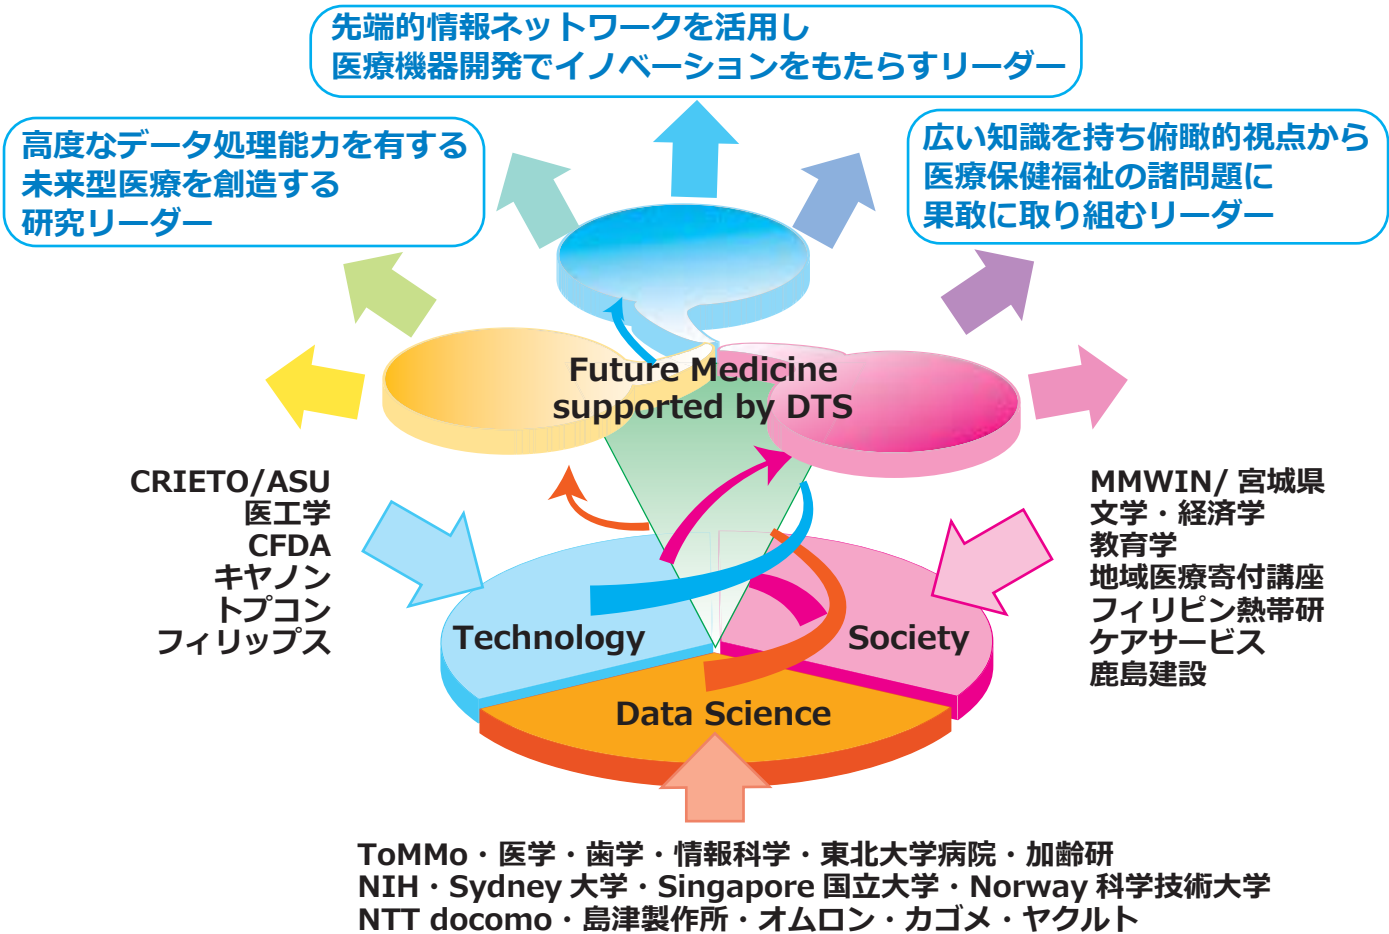 先端的情報ネットワークを活用し
医療機器開発でイノベーションをもたらすリーダー
高度なデータ処理能力を有する
未来型医療を創造する
研究リーダー
広い知識を持ち俯瞰的視点から
医療保健福祉の諸問題に
果敢に取り組むリーダー
Future Medicine
supported by DTS
CRIETO/ASU
医工学
CFDA
キヤノン
トプコン
フィリップス
MMWIN/ 宮城県
文学・経済学
教育学
地域医療寄付講座
フィリピン熱帯研
ケアサービス
鹿島建設
Technology
Society
Data Science
ToMMo・医学・歯学・情報科学・東北大学病院・加齢研
NIH・Sydney 大学・Singapore 国立大学・Norway 科学技術大学
NTT docomo・島津製作所・オムロン・カゴメ・ヤクルト